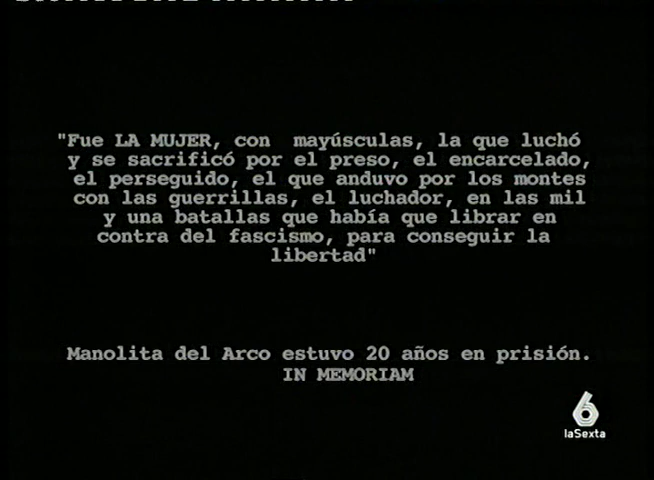 "Fue LA MUJER, con mayúsculas, la que luchó
y se sacrificó por el preso, el encarcelado,
el perseguido, el que anduvo por los montes
con las guerrillas, el luchador, en las mil
y una batallas que había que librar en
contra del fascismo, para conseguir la
libertad"
Manolita del Arco estuvo 20 años en prisión.
IN MEMORIAM
6
laSexta